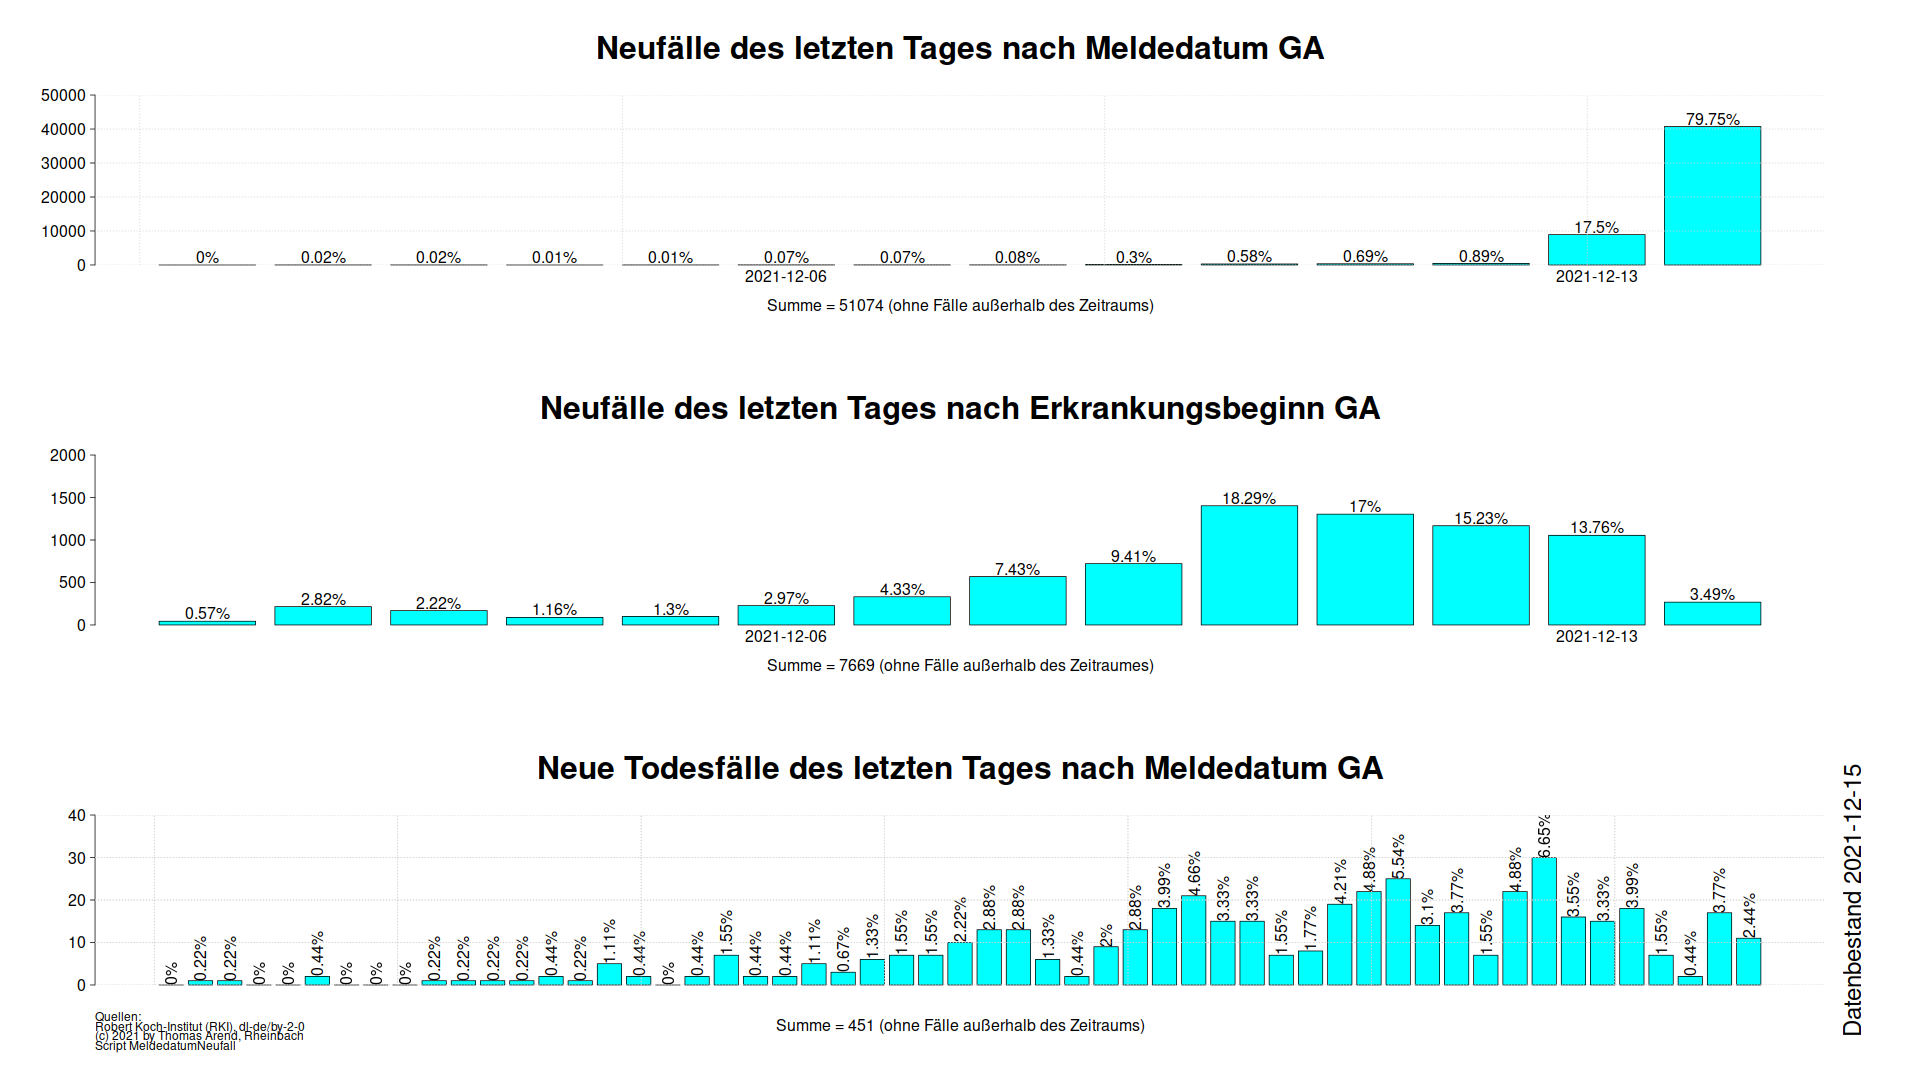 Neufälle des letzten Tages nach Meldedatum GA
50000
40000
30000
20000
10000
0
0% 0.02% 0.02% 0.01% 0.01% 0.07% 0.07% 0.08% 0.3% 0.58% 0.69% 0.89% 17.5% 79.75%
2021-12-06 2021-12-13
Summe = 51074 (ohne Fälle außerhalb des Zeitraums)
Neufälle des letzten Tages nach Erkrankungsbeginn GA
2000
1500
1000
500
0
0.57% 2.82% 2.22% 1.16% 1.3% 2.97% 4.33% 7.43% 9.41% 18.29% 17% 15.23% 13.76% 3.49%
2021-12-06 2021-12-13
Summe = 7669 (ohne Fälle außerhalb des Zeitraumes)
Neue Todesfälle des letzten Tages nach Meldedatum GA
40
30
20
10
0
0% 0.22% 0.22% 0% 0% 0.44% 0% 0% 0% 0.22% 0.22% 0.22% 0.22% 0.44% 0.22% 1.11% 0.44% 0% 0.44% 1.55% 0.44% 0.44% 1.11% 0.67% 1.33% 1.55% 1.55% 2.22% 2.88% 2.88% 1.33% 0.44% 2% 2.88% 3.99% 4.66% 3.33% 3.33% 1.55% 1.77% 4.21% 4.88% 5.54% 3.1% 3.77% 1.55% 4.88% 6.65% 3.55% 3.33% 3.99% 1.55% 0.44% 3.77% 2.44%
Summe = 451 (ohne Fälle außerhalb des Zeitraums)
Quellen:
Robert Koch-Institut (RKI), dl-de/by-2-0
(c) 2021 by Thomas Arend, Rheinbach
Script MeldedatumNeufall
Datenbestand 2021-12-15